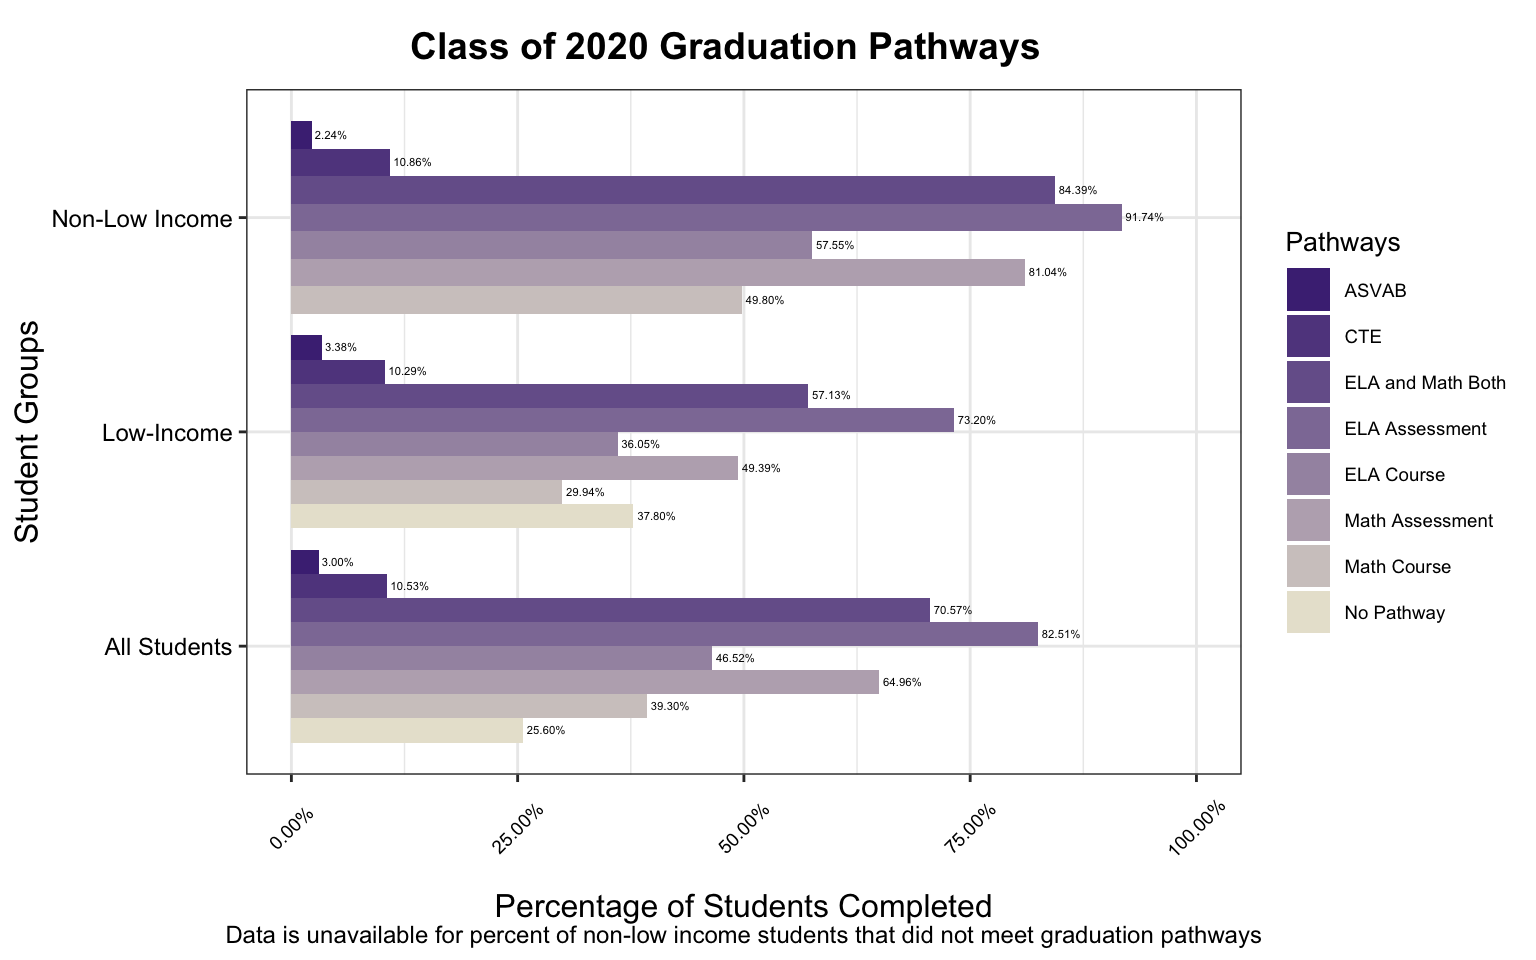 Class of 2020 Graduation Pathways
Student Groups
Non-Low Income
2.24%
10.86%
84.39%
91.74%
57.55%
81.04%
49.80%
Low-Income
3.38%
10.29%
57.13%
73.20%
36.05%
49.39%
29.94%
37.80%
All Students
3.00%
10.53%
70.57%
82.51%
46.52%
64.96%
39.30%
25.60%
0.00%
25.00%
50.00%
75.00%
100.00%
Percentage of Students Completed
Data is unavailable for percent of non-low income students that did not meet graduation pathways
Pathways
ASVAB
CTE
ELA and Math Both
ELA Assessment
ELA Course
Math Assessment
Math Course
No Pathway